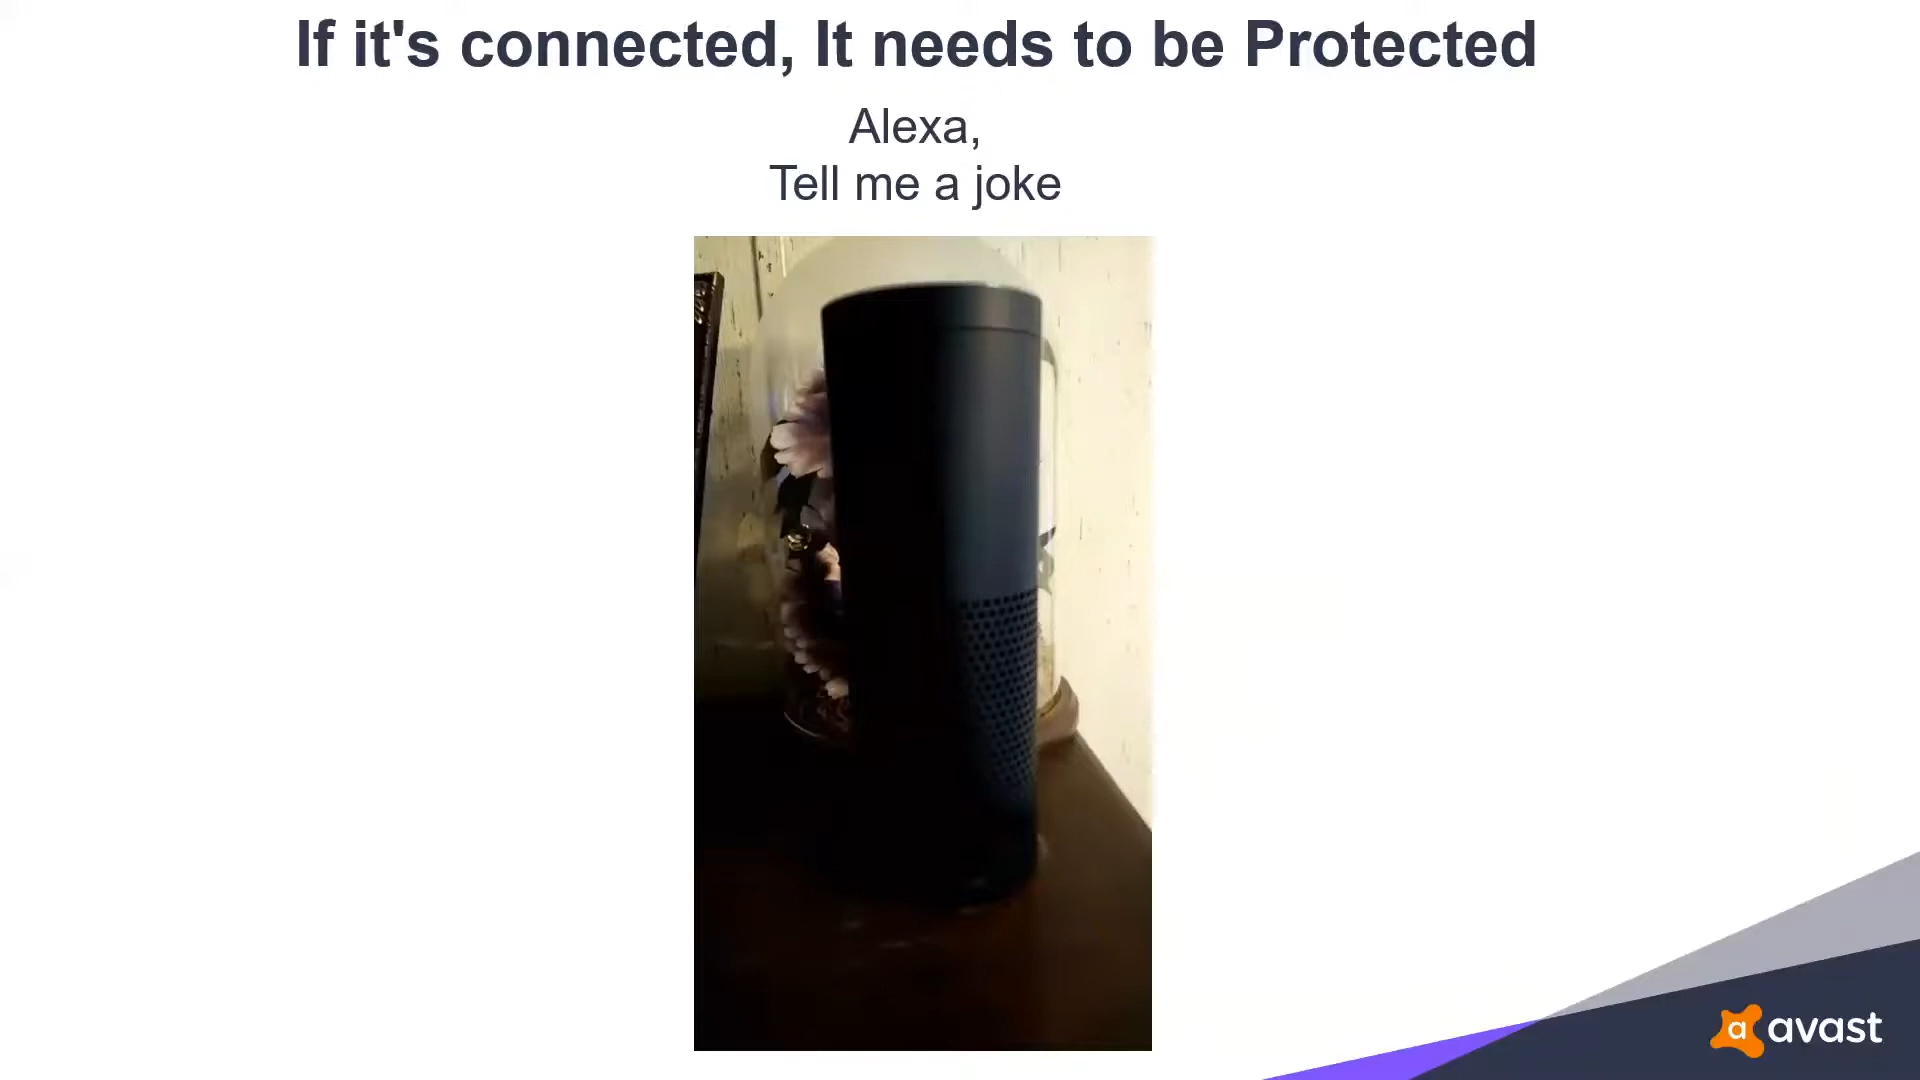 If it's connected, It needs to be Protected
Alexa,
Tell me a joke
a avast